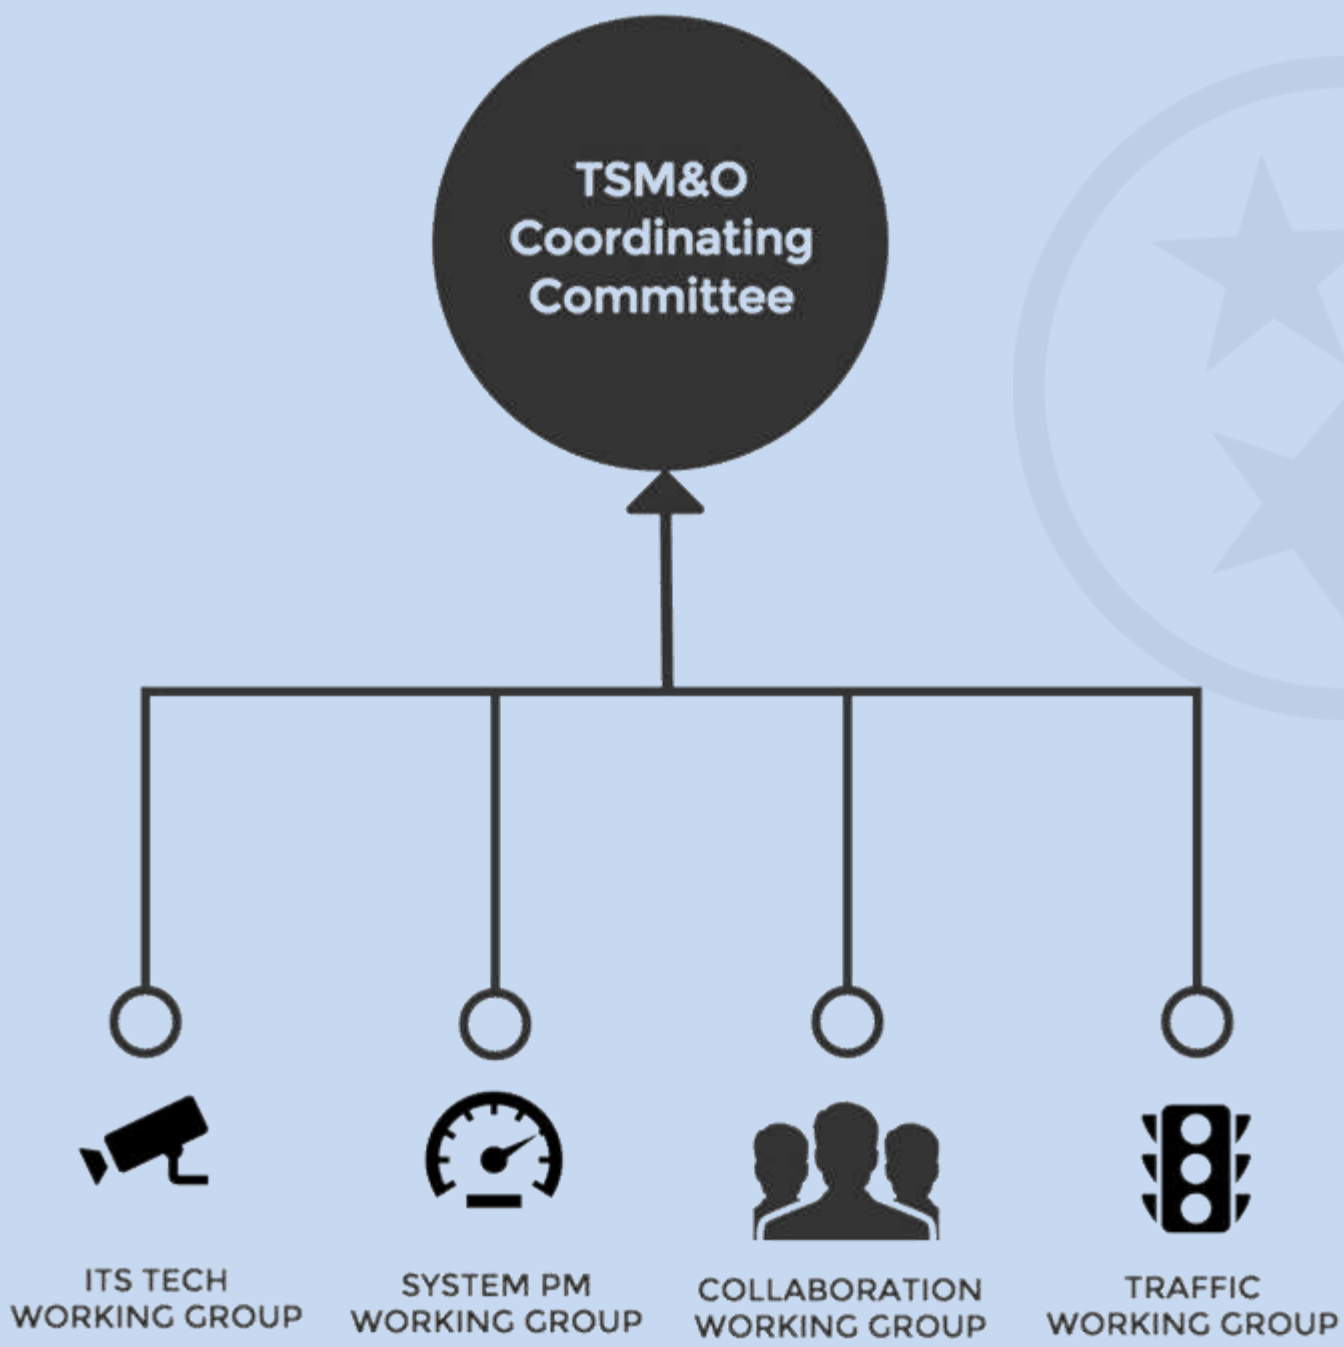 TSM&O
Coordinating
Committee
ITS TECH
WORKING GROUP
SYSTEM PM
WORKING GROUP
COLLABORATION
WORKING GROUP
TRAFFIC
WORKING GROUP